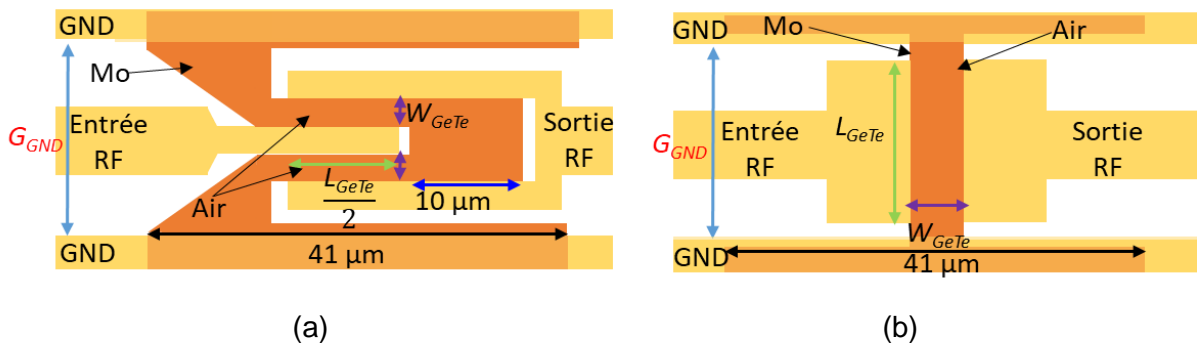 GND
Mo
G_GND
Entrée
RF
W_GeTe
Sortie
RF
Air
L_GeTe
2
10 µm
GND
41 µm
(a)
GND
Mo
Air
G_GND
Entrée
RF
L_GeTe
Sortie
RF
W_GeTe
GND
41 µm
(b)